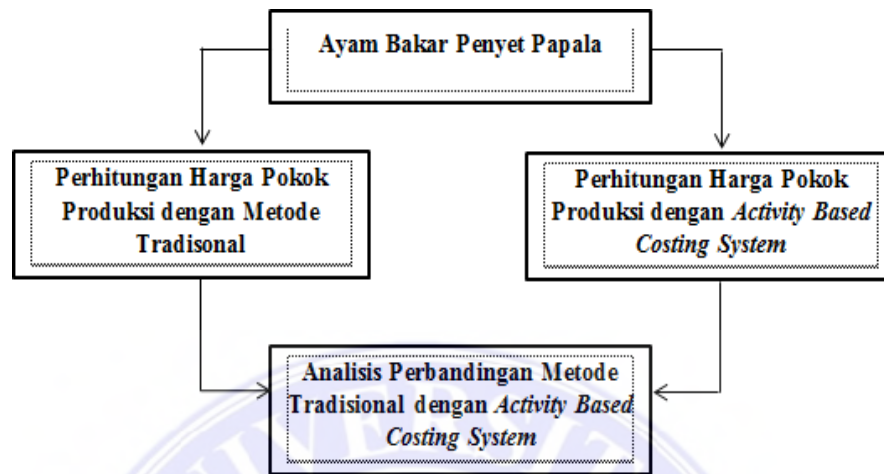 Ayam Bakar Penyet Papala
Perhitungan Harga Pokok
Produksi dengan Metode
Tradisonal
Perhitungan Harga Pokok
Produksi dengan Activity Based
Costing System
Analisis Perbandingan Metode
Tradisional dengan Activity Based
Costing System